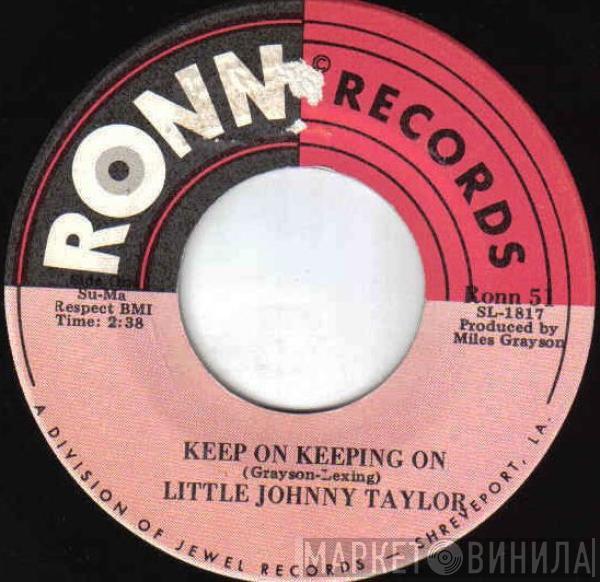 RONN © RECORDS
Su-Ma
Respect BMI
Time: 2:38
Ronn 51
SL-1817
Produced by
Miles Grayson
KEEP ON KEEPING ON
(Grayson-Lexing)
LITTLE JOHNNY TAYLOR
A DIVISION OF JEWEL RECORDS — SHREVEPORT, LA.
МАРКЕТ ВИНИЛА